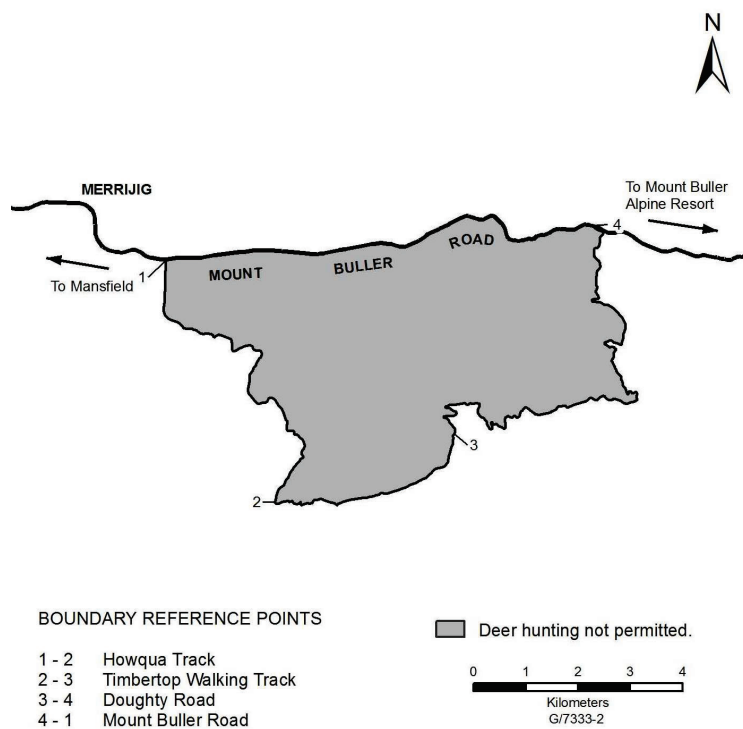 N
MERRIJIG
To Mount Buller
Alpine Resort
4
ROAD
1
MOUNT
BULLER
To Mansfield
3
2
BOUNDARY REFERENCE POINTS
1 - 2 Howqua Track
2 - 3 Timbertop Walking Track
3 - 4 Doughty Road
4 - 1 Mount Buller Road
Deer hunting not permitted.
0 1 2 3 4
Kilometers
G/7333-2